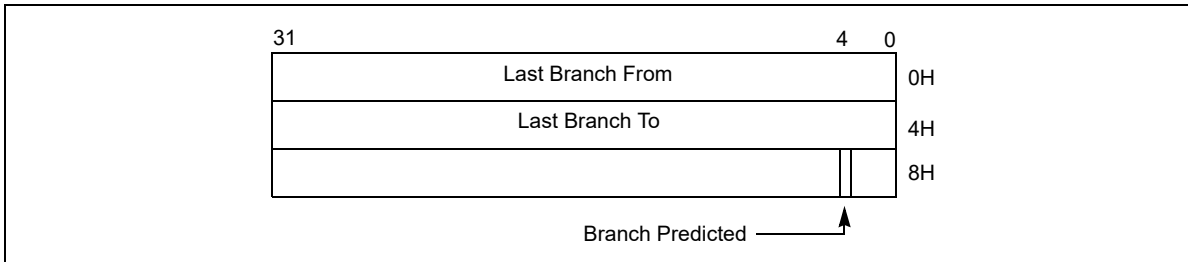 31 4 0
Last Branch From 0H
Last Branch To 4H
8H
Branch Predicted